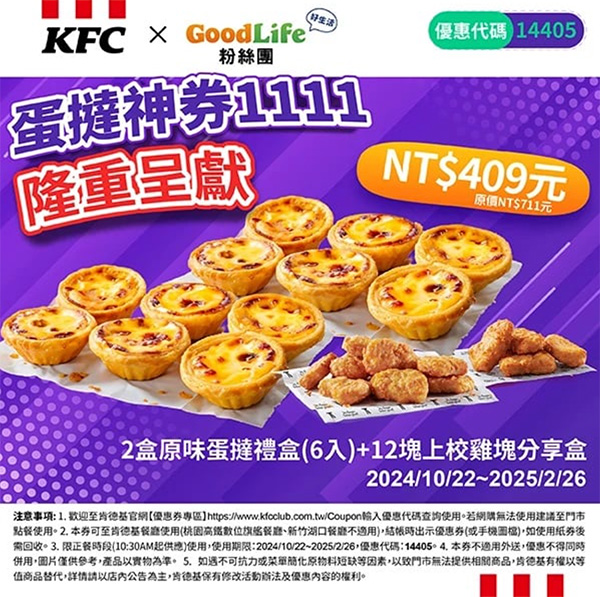 KFC × GoodLife 好生活
粉絲團
優惠代碼 14405
蛋撻神券1111
隆重呈獻
NT$409元
原價NT$711元
2盒原味蛋撻禮盒(6入)+12塊上校雞塊分享盒
2024/10/22~2025/2/26
注意事項: 1. 歡迎至肯德基官網【優惠券專區】https://www.kfcclub.com.tw/Coupon輸入優惠代碼查詢使用。若網購無法使用建議至門市
點餐使用。2. 本券可至肯德基餐廳使用(桃園高鐵數位旗艦餐廳、新竹湖口餐廳不適用),結帳時出示優惠券(或手機圖檔),如使用紙券後
需回收。3. 限正餐時段(10:30AM起供應)使用,使用期限:2024/10/22~2025/2/26,優惠代碼:14405。4. 本券不適用外送,優惠不得同時
併用,圖片僅供參考,產品以實物為準。 5. 如遇不可抗力或菜單簡化原物料短缺等因素,以致門市無法提供相關商品,肯德基有權以等
值商品替代,詳情請以店內公告為主,肯德基保有修改活動辦法及優惠內容的權利。